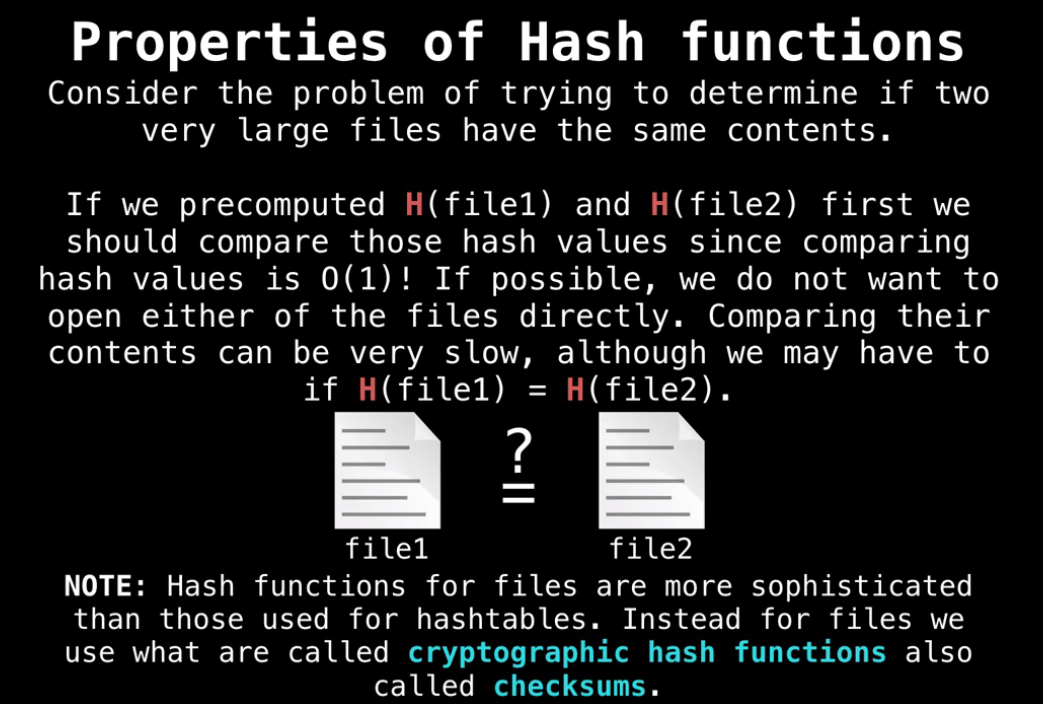 Properties of Hash functions
Consider the problem of trying to determine if two
very large files have the same contents.
If we precomputed H(file1) and H(file2) first we
should compare those hash values since comparing
hash values is O(1)! If possible, we do not want to
open either of the files directly. Comparing their
contents can be very slow, although we may have to
if H(file1) = H(file2).
?
=
file1 file2
NOTE: Hash functions for files are more sophisticated
than those used for hashtables. Instead for files we
use what are called cryptographic hash functions also
called checksums.